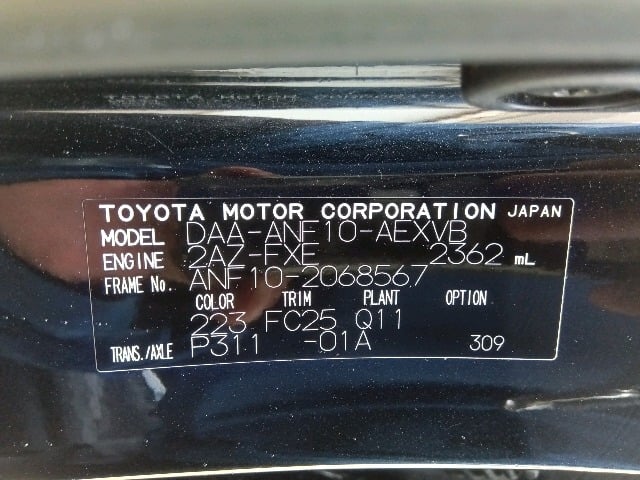 TOYOTA MOTOR CORPORATION JAPAN
MODEL DAA-ANF10-AEXVB
ENGINE 2AZ-FXE 2362 mL
FRAME No. ANF10-2068567
COLOR TRIM PLANT OPTION
223 FC25 Q11
TRANS./AXLE P311 -01A 309